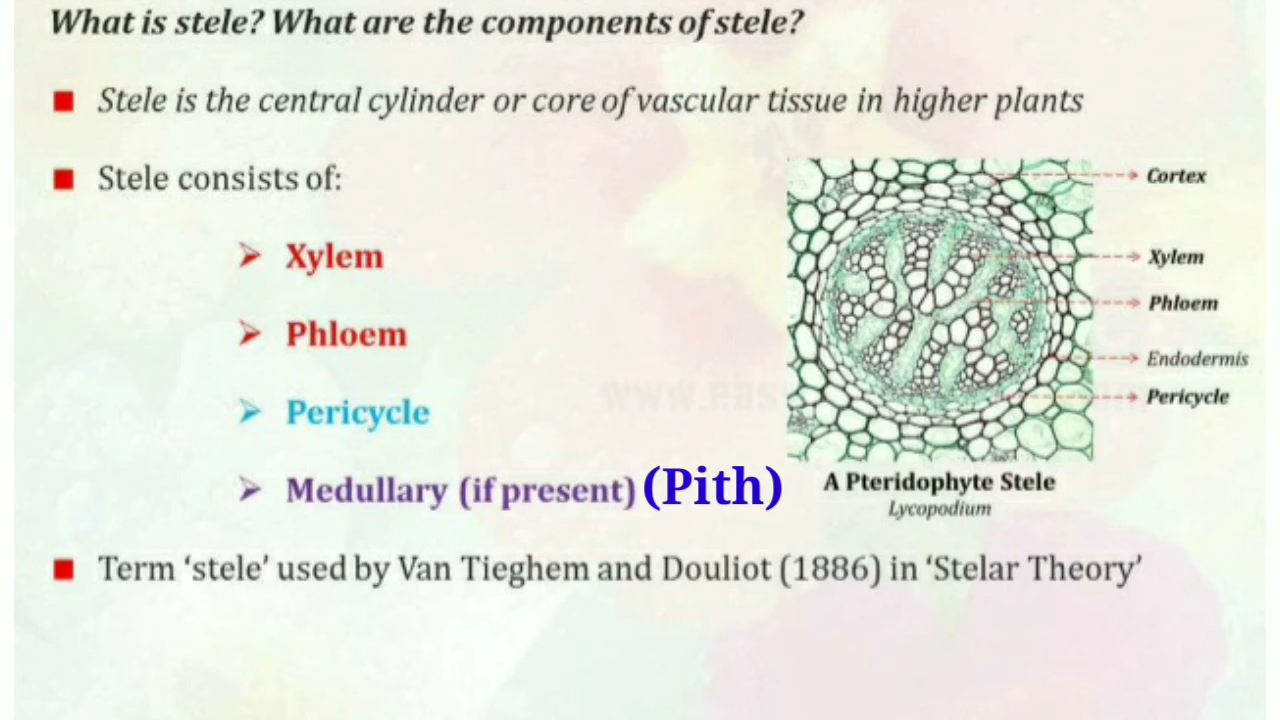 What is stele? What are the components of stele?
Stele is the central cylinder or core of vascular tissue in higher plants
Stele consists of:
Xylem
Phloem
Pericycle
Medullary (if present) (Pith)
Cortex
Xylem
Phloem
Endodermis
Pericycle
A Pteridophyte Stele
Lycopodium
Term ‘stele’ used by Van Tieghem and Douliot (1886) in ‘Stelar Theory’